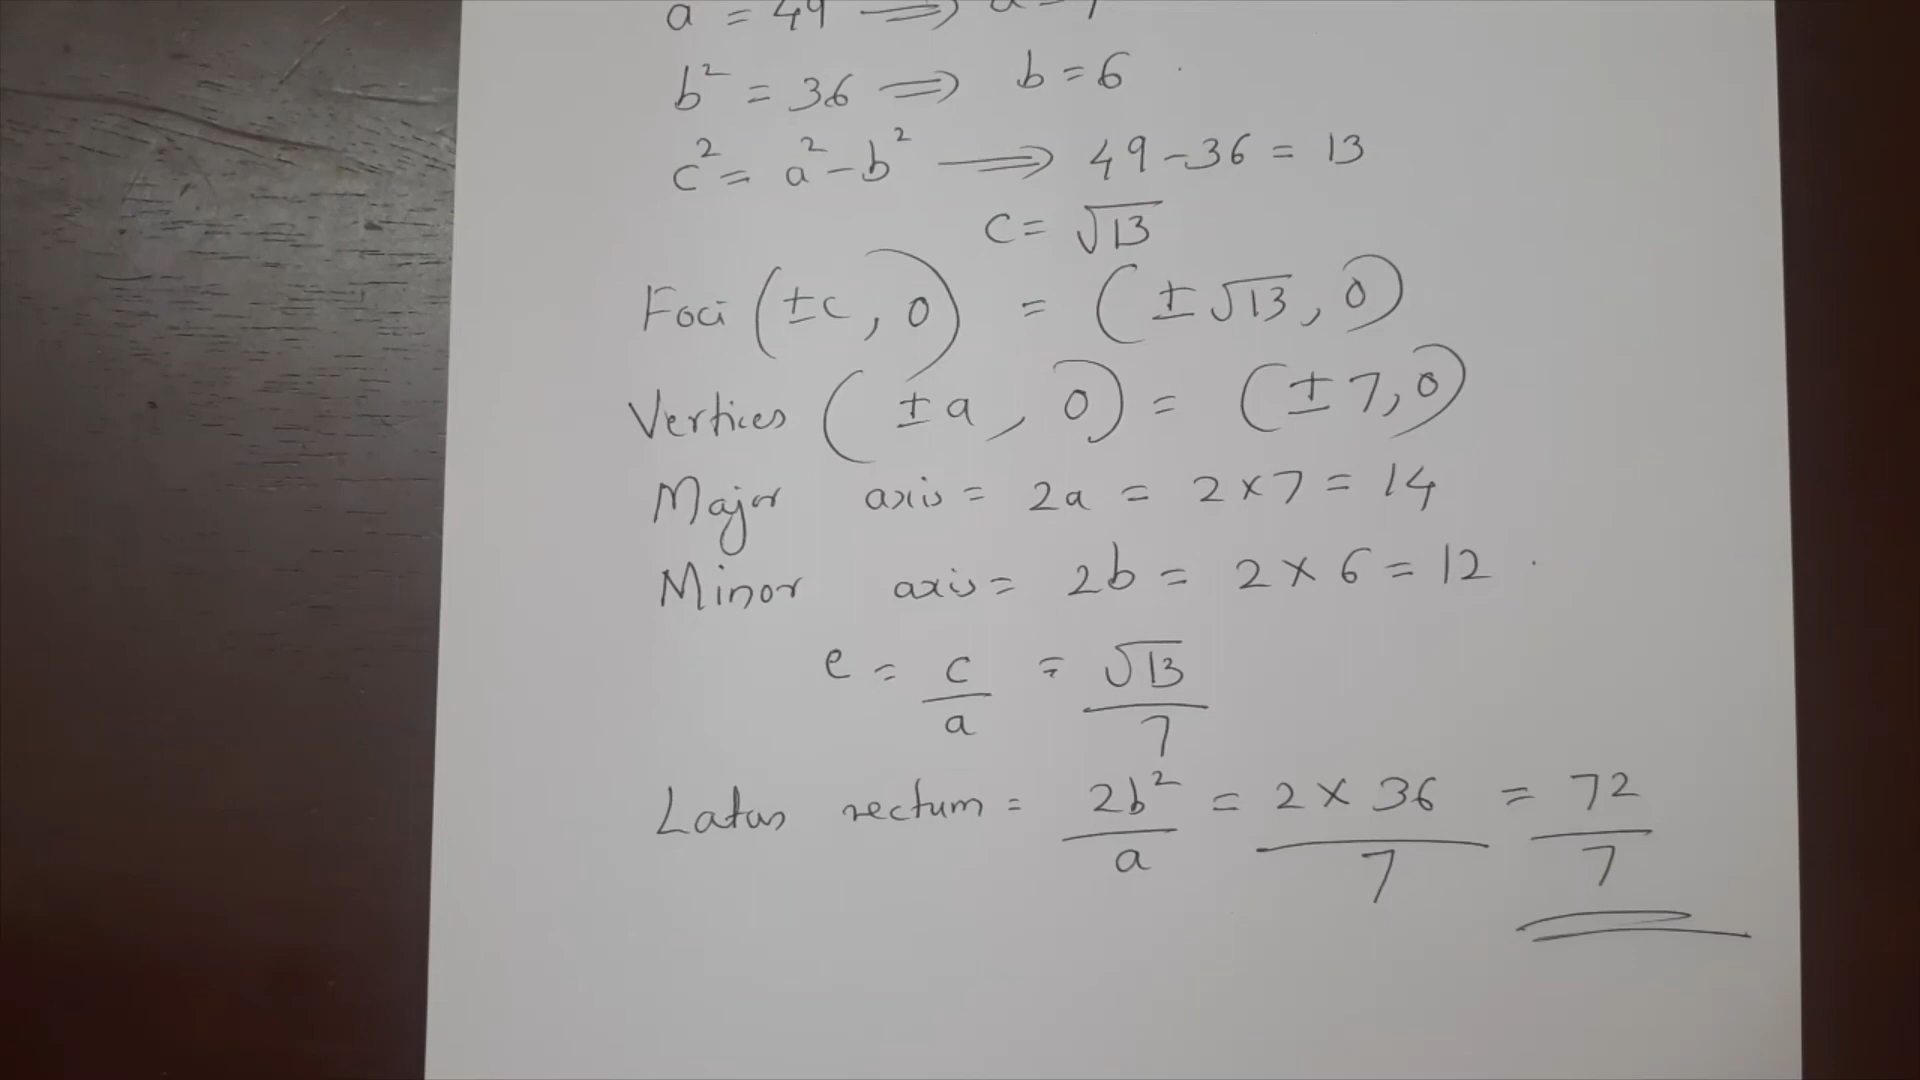 a = 49 ⟹
b² = 36 ⟹ b = 6
c² = a² - b² ⟹ 49 - 36 = 13
c = √13
Foci (±c, 0) = (±√13, 0)
Vertices (±a, 0) = (±7, 0)
Major axis = 2a = 2 × 7 = 14
Minor axis = 2b = 2 × 6 = 12.
e = c/a = √13/7
Latus rectum = 2b²/a = 2 × 36/7 = 72/7